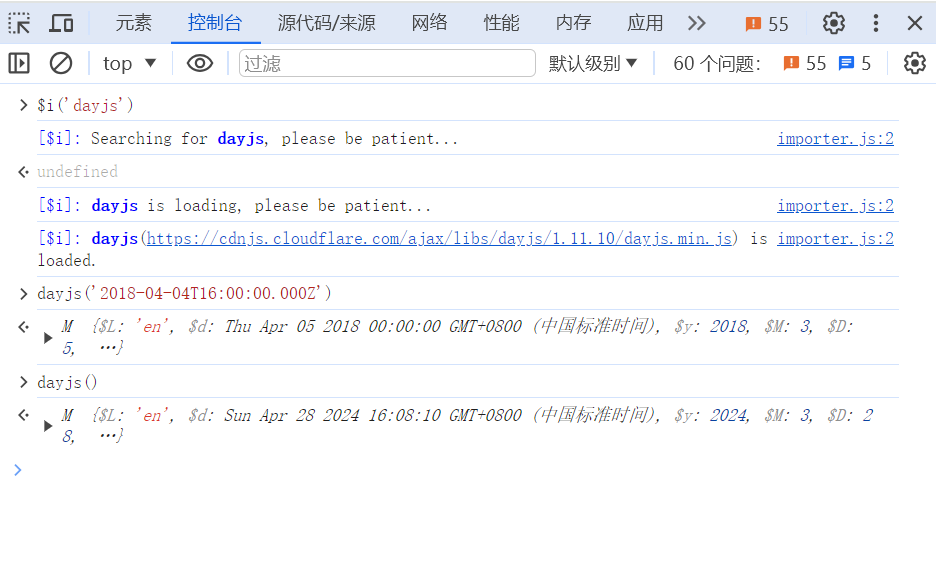 元素 控制台 源代码/来源 网络 性能 内存 应用 55
top 过滤 默认级别 60 个问题: 55 5
$i('dayjs')
[$i]: Searching for dayjs, please be patient... importer.js:2
undefined
[$i]: dayjs is loading, please be patient... importer.js:2
[$i]: dayjs(https://cdnjs.cloudflare.com/ajax/libs/dayjs/1.11.10/dayjs.min.js) is importer.js:2
loaded.
dayjs('2018-04-04T16:00:00.000Z')
M {$L: 'en', $d: Thu Apr 05 2018 00:00:00 GMT+0800 (中国标准时间), $y: 2018, $M: 3, $D:
5, …}
dayjs()
M {$L: 'en', $d: Sun Apr 28 2024 16:08:10 GMT+0800 (中国标准时间), $y: 2024, $M: 3, $D: 2
8, …}